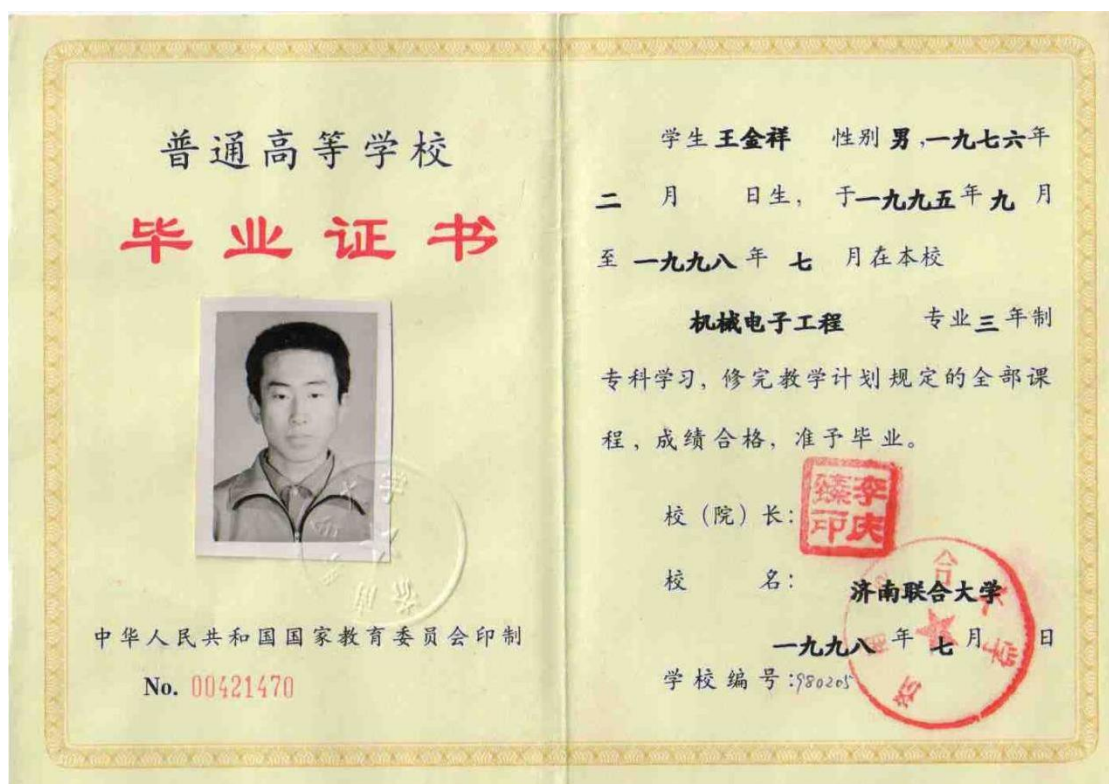 普通高等学校
毕业证书
中华人民共和国国家教育委员会印制
No. 00421470
学生 王金祥 性别 男,一九七六年
二 月 日生, 于一九九五年九 月
至 一九九八 年 七 月在本校
机械电子工程 专业三年制
专科学习, 修完教学计划规定的全部课
程, 成绩合格, 准予毕业。
校(院)长:
李庆臻印
校 名: 济南联合大学
一九九八 年 七 月 日
学校编号:980205